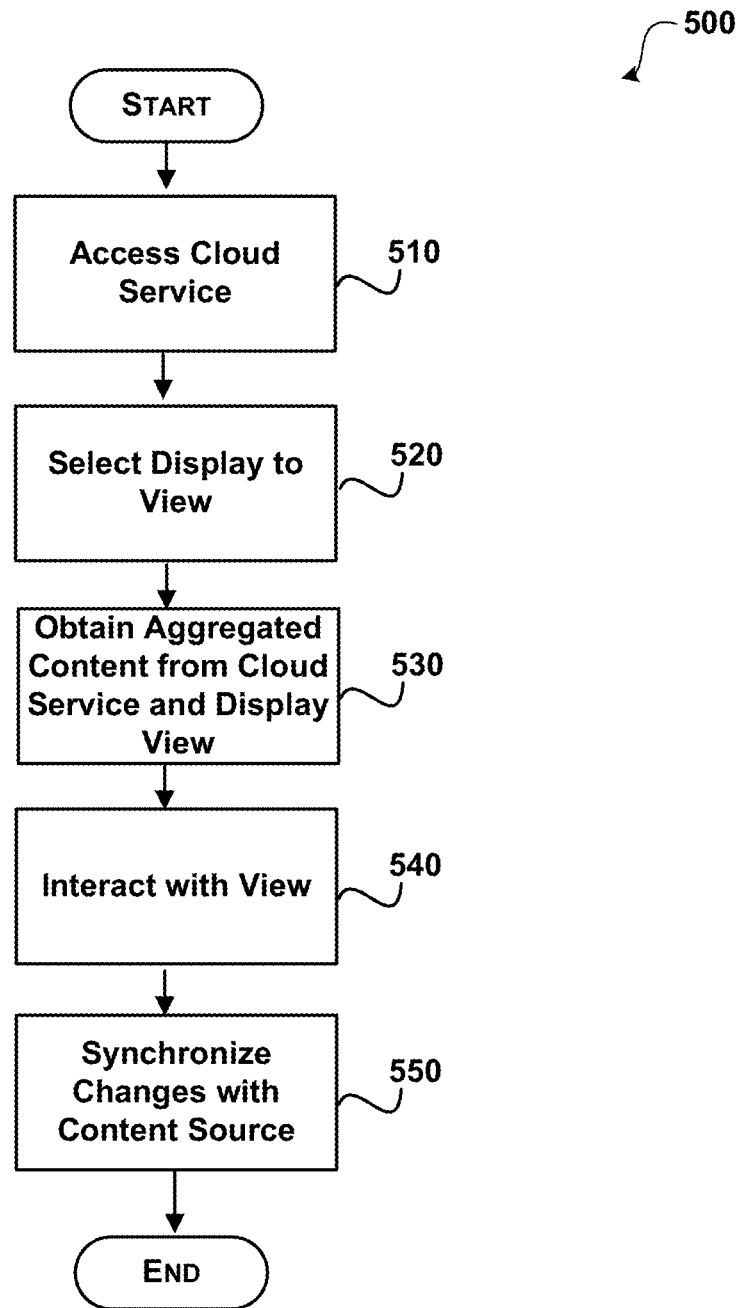 500
START
Access Cloud
Service
510
Select Display to
View
520
Obtain Aggregated
Content from Cloud
Service and Display
View
530
Interact with View
540
Synchronize
Changes with
Content Source
550
END